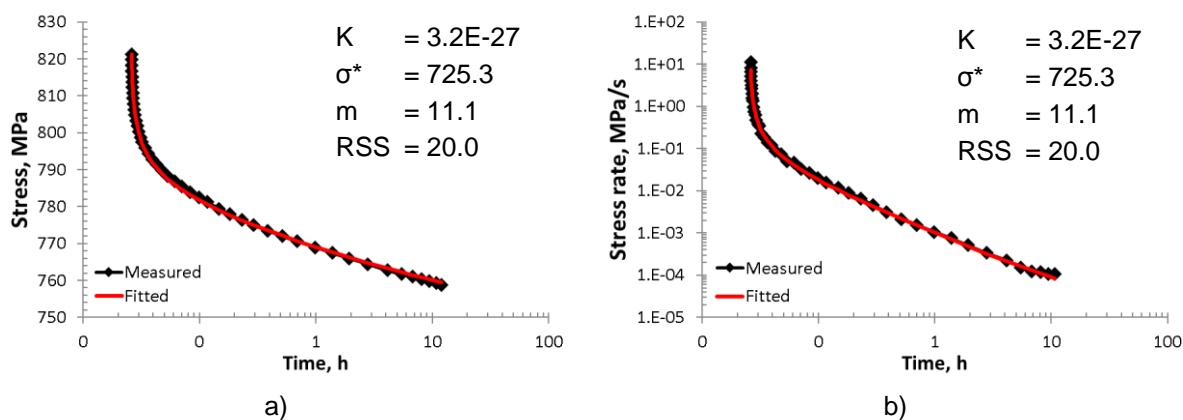 830
820
810
800
790
780
770
760
750
Stress, MPa
K = 3.2E-27
σ* = 725.3
m = 11.1
RSS = 20.0
Measured
Fitted
0 0 1 10 100
Time, h
a)
1.E+02
1.E+01
1.E+00
1.E-01
1.E-02
1.E-03
1.E-04
1.E-05
Stress rate, MPa/s
K = 3.2E-27
σ* = 725.3
m = 11.1
RSS = 20.0
Measured
Fitted
0 0 1 10 100
Time, h
b)